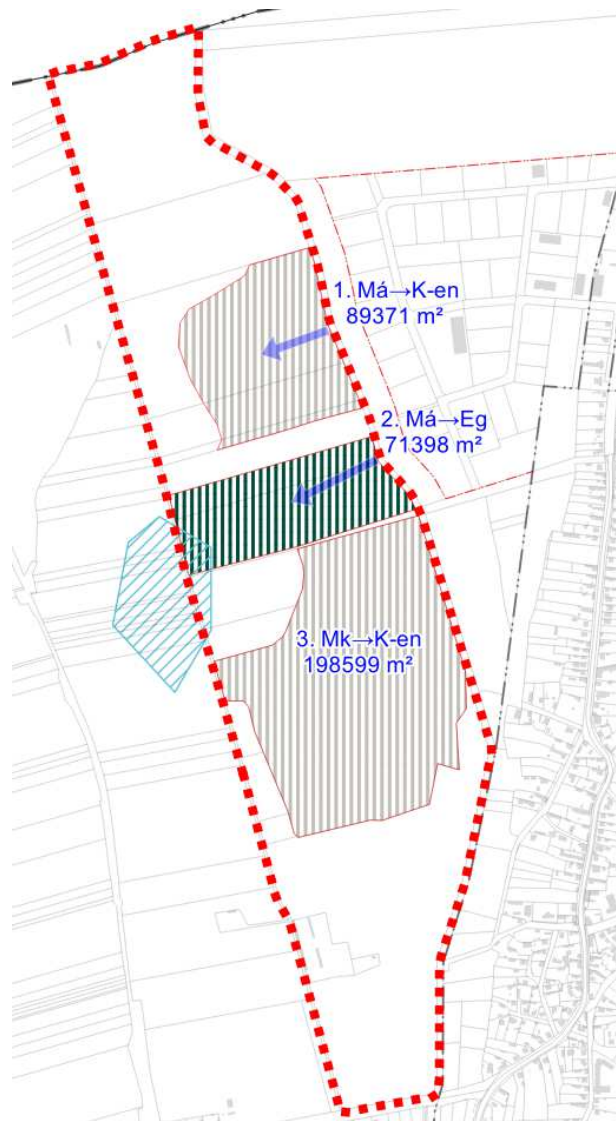 1. Má→K-en
89371 m²
2. Má→Eg
71398 m²
3. Mk→K-en
198599 m²